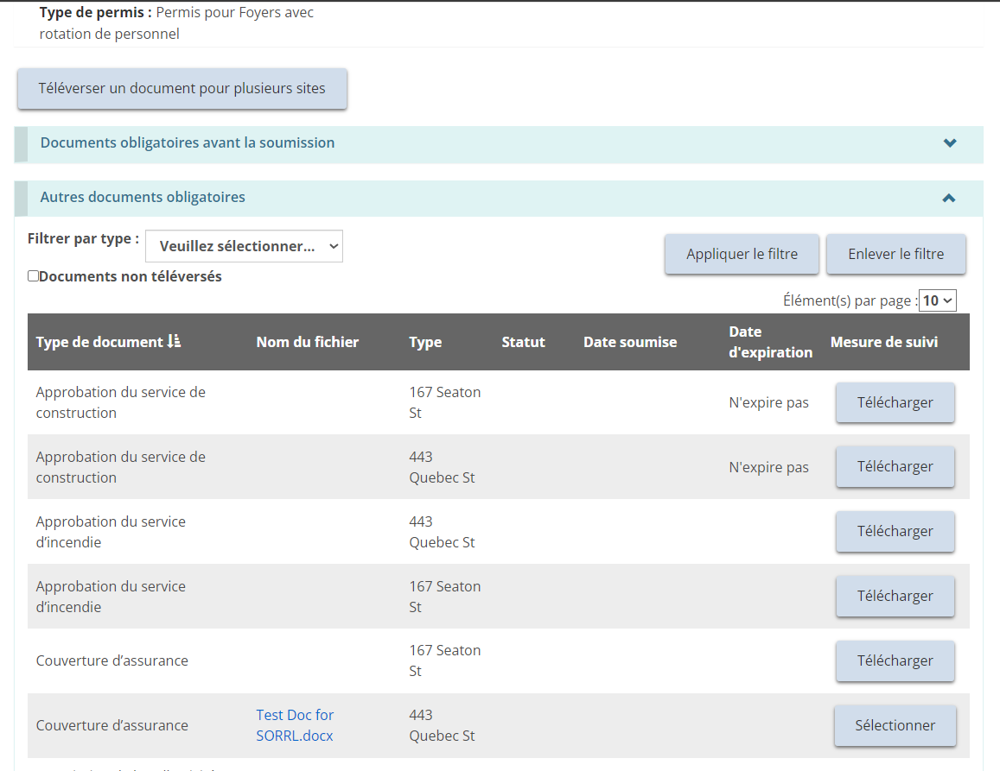 Type de permis : Permis pour Foyers avec
rotation de personnel
Téléverser un document pour plusieurs sites
Documents obligatoires avant la soumission
Autres documents obligatoires
Filtrer par type :
Veuillez sélectionner...
Appliquer le filtre
Enlever le filtre
Documents non téléversés
Élément(s) par page : 10
Type de document
Nom du fichier
Type
Statut
Date soumise
Date
d'expiration
Mesure de suivi
Approbation du service de
construction
167 Seaton
St
N'expire pas
Télécharger
Approbation du service de
construction
443
Quebec St
N'expire pas
Télécharger
Approbation du service
d’incendie
443
Quebec St
Télécharger
Approbation du service
d’incendie
167 Seaton
St
Télécharger
Couverture d’assurance
167 Seaton
St
Télécharger
Couverture d’assurance
Test Doc for
SORRL.docx
443
Quebec St
Sélectionner